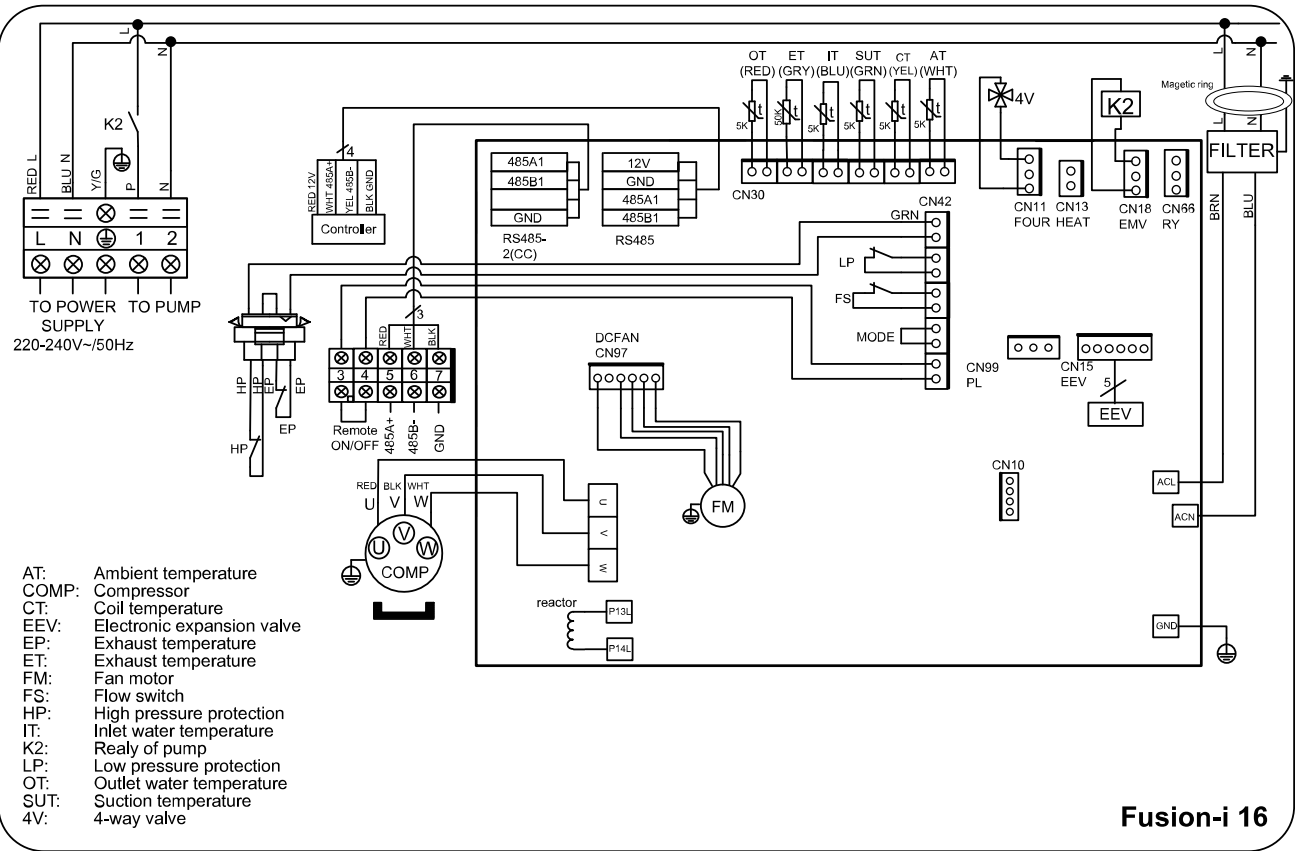 L
N
L
N
K2
RED L
BLU N
Y/G
P
N
L N 1 2
TO POWER
SUPPLY
220-240V~/50Hz
TO PUMP
4
RED 12V
WHT 485A+
YEL 485B-
BLK GND
Controller
485A1
485B1
GND
RS485-
2(CC)
12V
GND
485A1
485B1
RS485
OT ET IT SUT CT AT
(RED) (GRY) (BLU) (GRN) (YEL) (WHT)
t t t t t t
5K 50K 5K 5K 5K 5K
CN30
4V
K2
CN11
FOUR
CN13
HEAT
CN18
EMV
CN66
RY
Magetic ring
L
N
FILTER
BRN
BLU
CN42
GRN
LP
FS
MODE
HP
HP
EP
EP
EP
HP
3
RED
WHT
BLK
3 4 5 6 7
Remote
ON/OFF
485A+
485B-
GND
DCFAN
CN97
FM
CN99
PL
CN15
EEV
5
EEV
CN10
ACL
ACN
GND
RED BLK WHT
U V W
U V W
COMP
U
V
W
reactor
P13L
P14L
AT: Ambient temperature
COMP: Compressor
CT: Coil temperature
EEV: Electronic expansion valve
EP: Exhaust temperature
ET: Exhaust temperature
FM: Fan motor
FS: Flow switch
HP: High pressure protection
IT: Inlet water temperature
K2: Realy of pump
LP: Low pressure protection
OT: Outlet water temperature
SUT: Suction temperature
4V: 4-way valve
Fusion-i 16